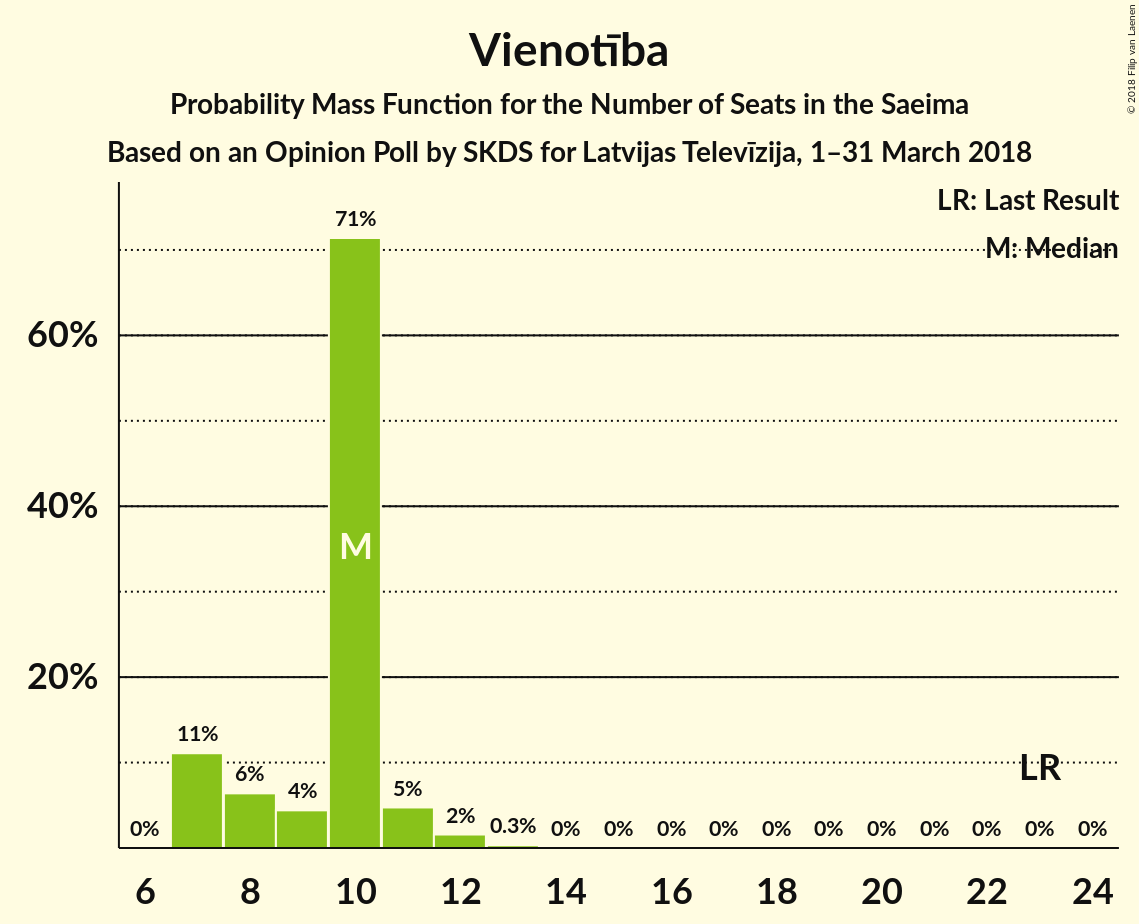 Vienotība
Probability Mass Function for the Number of Seats in the Saeima
Based on an Opinion Poll by SKDS for Latvijas Televīzija, 1–31 March 2018
© 2018 Filip van Laenen
LR: Last Result
M: Median
60%
40%
20%
0% 11% 6% 4% 71% 5% 2% 0.3% 0% 0% 0% 0% 0% 0% 0% 0% 0% 0% 0%
M
LR
6 8 10 12 14 16 18 20 22 24